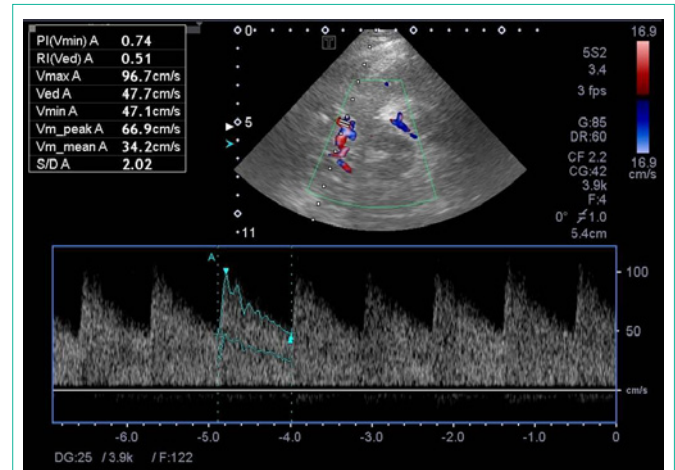 PI(Vmin) A 0.74
RI(Ved) A 0.51
Vmax A 96.7cm/s
Ved A 47.7cm/s
Vmin A 47.1cm/s
Vm_peak A 66.9cm/s
Vm_mean A 34.2cm/s
S/D A 2.02
0
5
11
T
16.9
5S2
3.4
3 fps
G:85
DR:60
16.9
cm/s
CF 2.2
CG:42
3.9k
F:4
0° 1.0
5.4cm
A
100
50
cm/s
-6.0 -5.0 -4.0 -3.0 -2.0 -1.0 0
DG:25 /3.9k /F:122